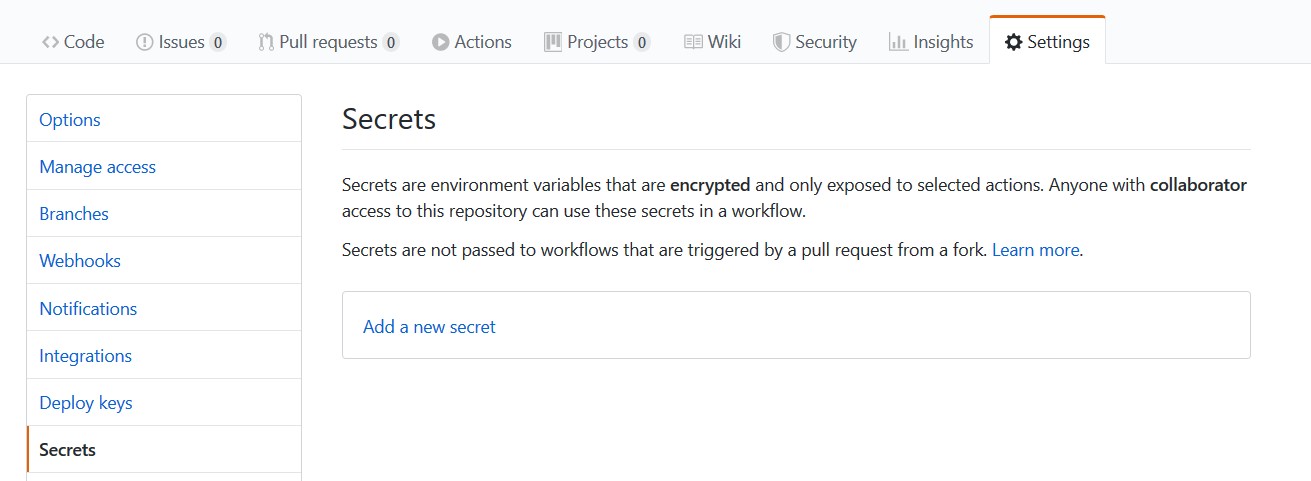 Code Issues 0 Pull requests 0 Actions Projects 0 Wiki Security Insights Settings
Options
Manage access
Branches
Webhooks
Notifications
Integrations
Deploy keys
Secrets
Secrets
Secrets are environment variables that are encrypted and only exposed to selected actions. Anyone with collaborator
access to this repository can use these secrets in a workflow.
Secrets are not passed to workflows that are triggered by a pull request from a fork. Learn more.
Add a new secret